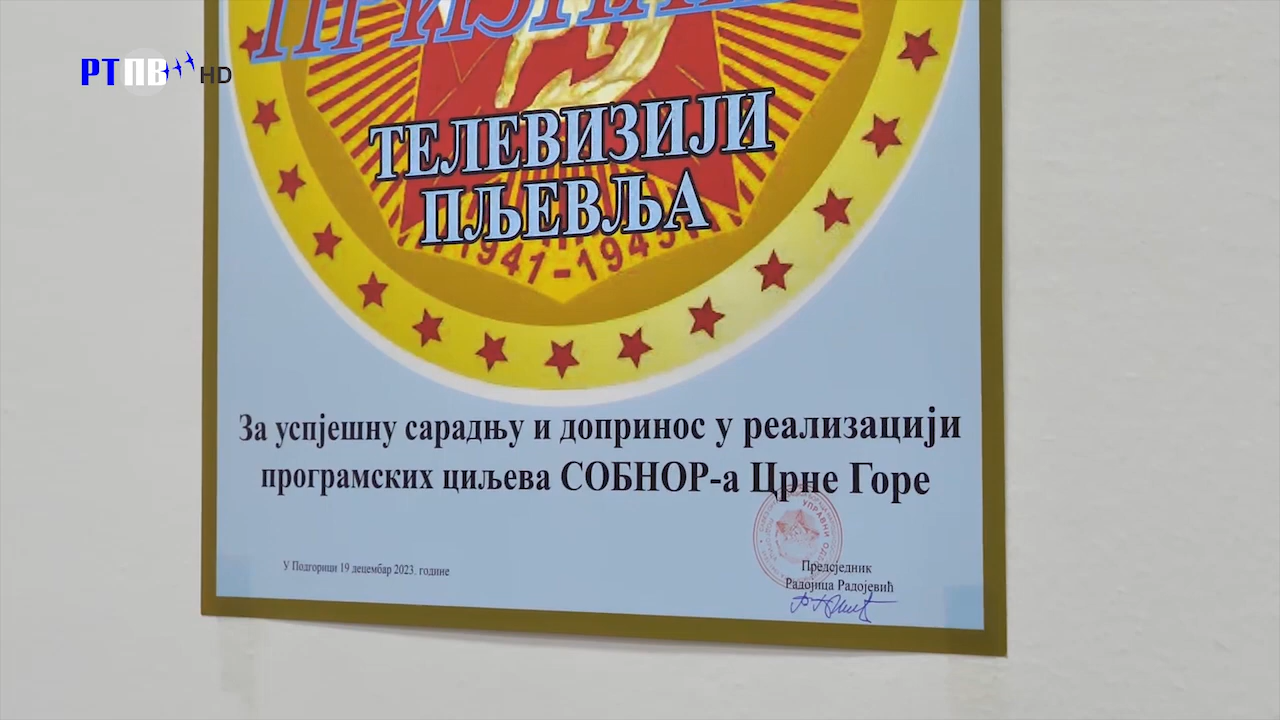 РТПВ HD
ТЕЛЕВИЗИЈИ
ПЉЕВЉА
1941-1945
За успјешну сарадњу и допринос у реализацији
програмских циљева СОБНОР-а Црне Горе
УПРАВНИ
У Подгорици 19 децембар 2023. године
Предсједник
Радојица Радојевић